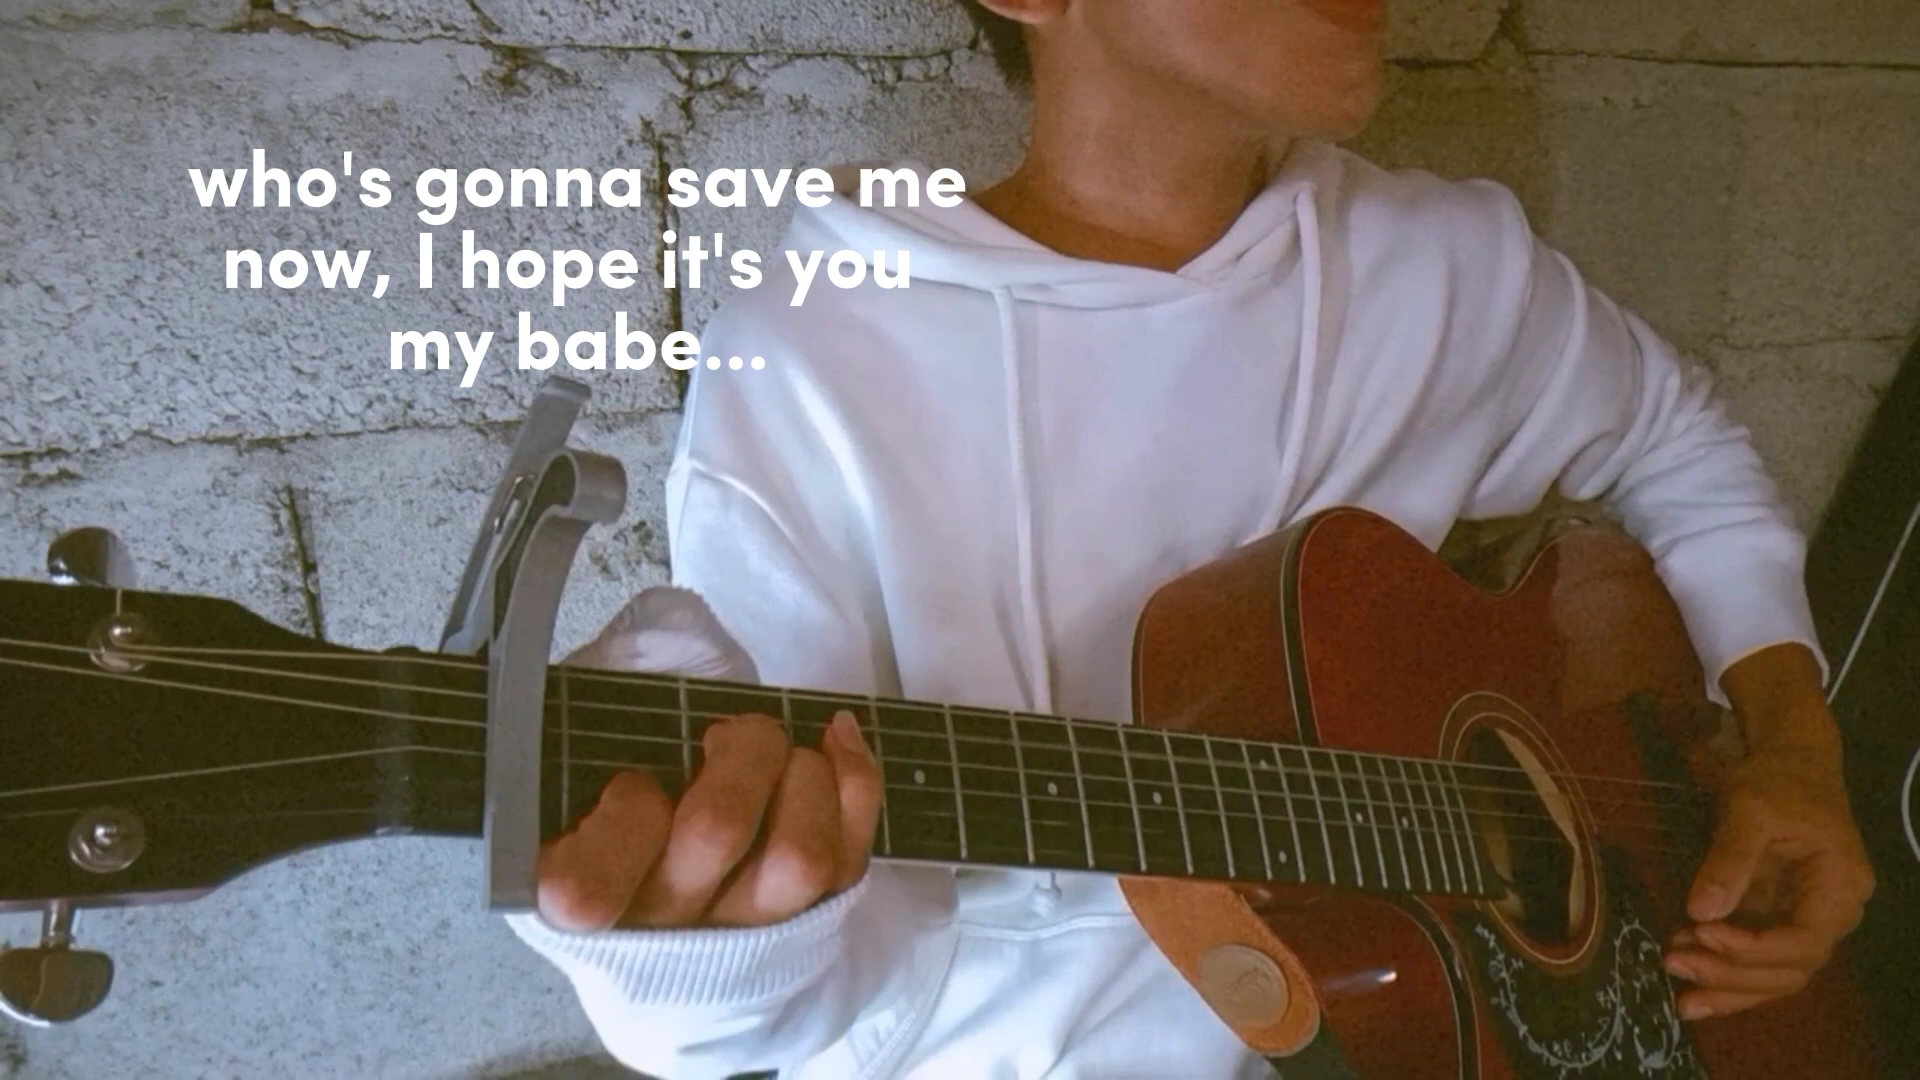 who's gonna save me
now, I hope it's you
my babe...